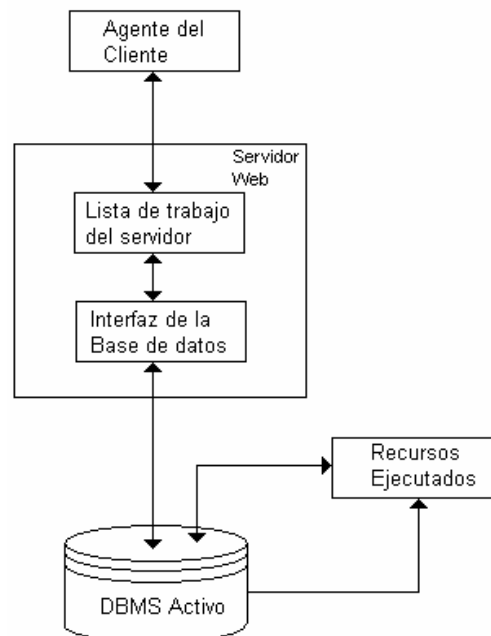 Agente del
Cliente
Servidor
Web
Lista de trabajo
del servidor
Interfaz de la
Base de datos
Recursos
Ejecutados
DBMS Activo